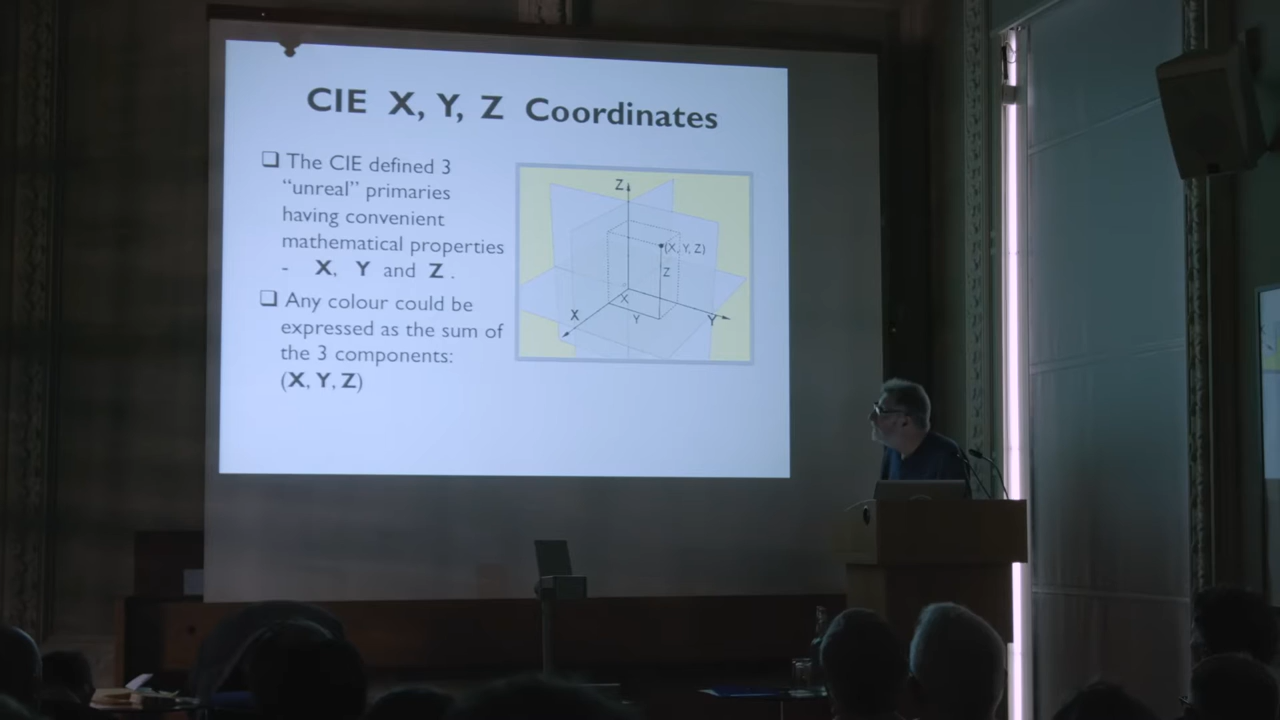 CIE X, Y, Z Coordinates
❑ The CIE defined 3
“unreal” primaries
having convenient
mathematical properties
- X, Y and Z .
❑ Any colour could be
expressed as the sum of
the 3 components:
(X, Y, Z)
Z
(X, Y, Z)
Z
X
X
Y
Y